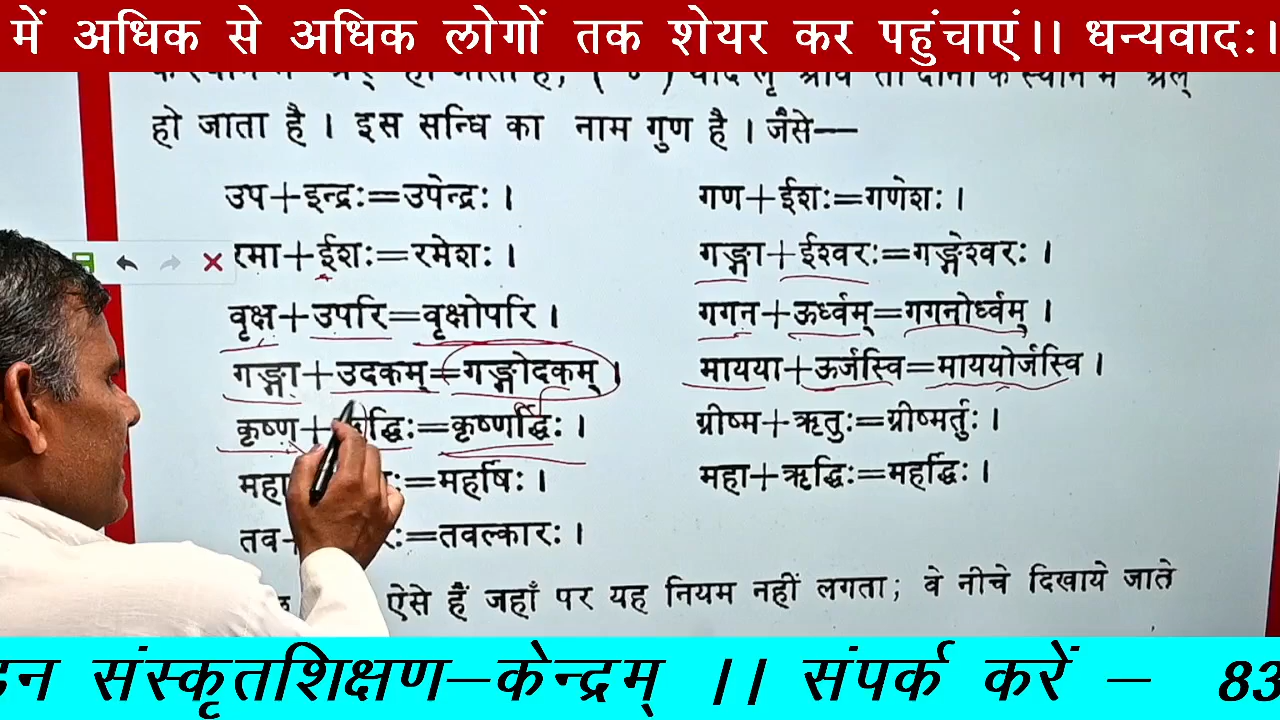 में अधिक से अधिक लोगों तक शेयर कर पहुंचाएं।। धन्यवादः।
हो जाता है । इस सन्धि का नाम गुण है । जैसे—
उप+इन्द्रः=उपेन्द्रः । गण+ईशः=गणेशः ।
रमा+ईशः=रमेशः । गङ्गा+ईश्वरः=गङ्गेश्वरः ।
वृक्ष+उपरि=वृक्षोपरि । गगन+ऊर्ध्वम्=गगनोर्ध्वम् ।
गङ्गा+उदकम्=गङ्गोदकम् । मायया+ऊर्जस्वि=माययोर्जस्वि ।
कृष्ण+ द्धिः=कृष्णर्द्धिः । ग्रीष्म+ऋतुः=ग्रीष्मर्तुः ।
महा =महर्षिः । महा+ऋद्धिः=महर्द्धिः ।
तव+ रः=तवल्कारः ।
ऐसे हैं जहाँ पर यह नियम नहीं लगता; वे नीचे दिखाये जाते
संस्कृतशिक्षण-केन्द्रम् ।। संपर्क करें - 83